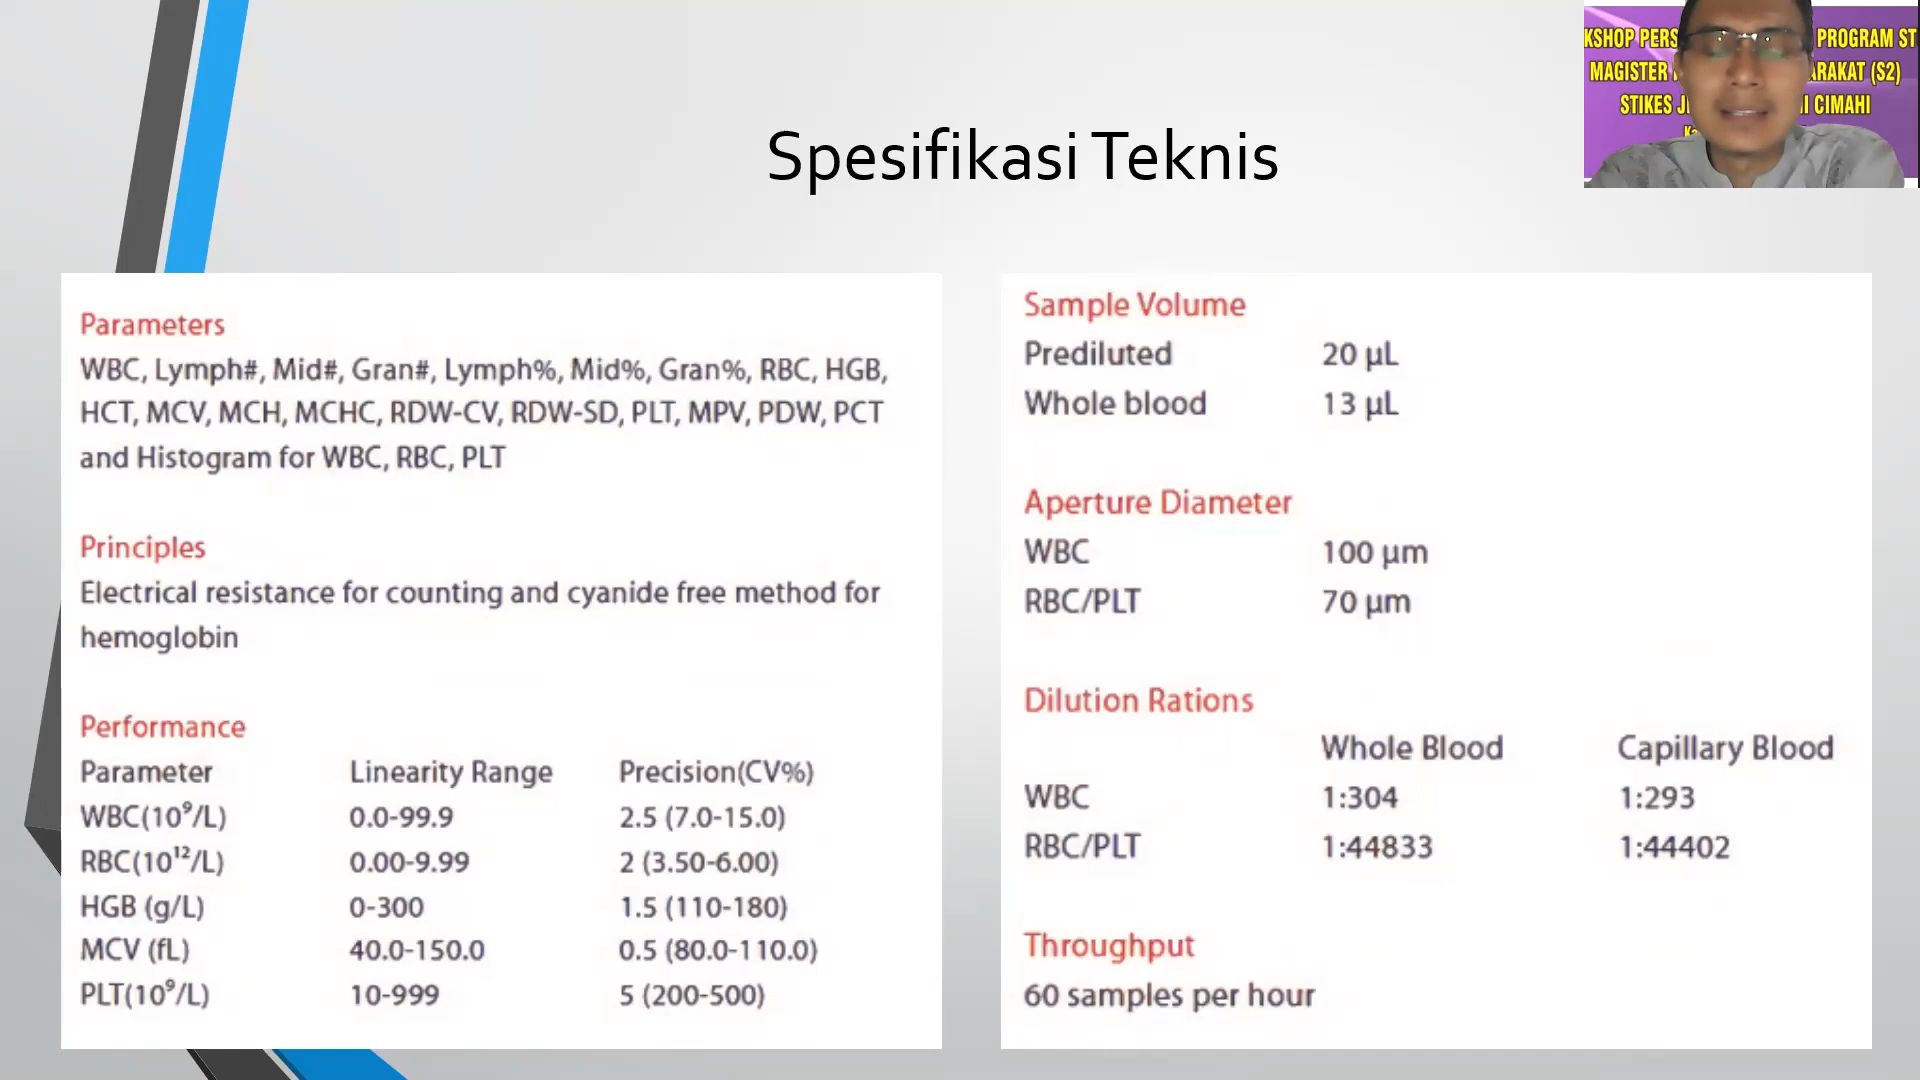 Spesifikasi Teknis
KSHOP PERS PROGRAM ST
MAGISTER ARAKAT (S2)
STIKES J I CIMAHI
Parameters
WBC, Lymph#, Mid#, Gran#, Lymph%, Mid%, Gran%, RBC, HGB,
HCT, MCV, MCH, MCHC, RDW-CV, RDW-SD, PLT, MPV, PDW, PCT
and Histogram for WBC, RBC, PLT
Principles
Electrical resistance for counting and cyanide free method for
hemoglobin
Performance
Parameter Linearity Range Precision(CV%)
WBC(10⁹/L) 0.0-99.9 2.5 (7.0-15.0)
RBC(10¹²/L) 0.00-9.99 2 (3.50-6.00)
HGB (g/L) 0-300 1.5 (110-180)
MCV (fL) 40.0-150.0 0.5 (80.0-110.0)
PLT(10⁹/L) 10-999 5 (200-500)
Sample Volume
Prediluted 20 µL
Whole blood 13 µL
Aperture Diameter
WBC 100 µm
RBC/PLT 70 µm
Dilution Rations
Whole Blood Capillary Blood
WBC 1:304 1:293
RBC/PLT 1:44833 1:44402
Throughput
60 samples per hour